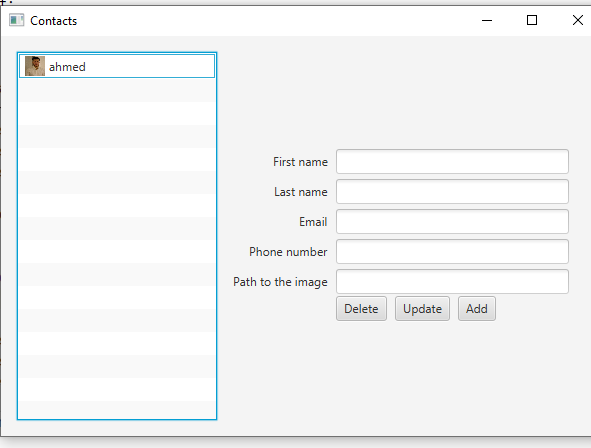 Contacts
ahmed
First name
Last name
Email
Phone number
Path to the image
Delete Update Add